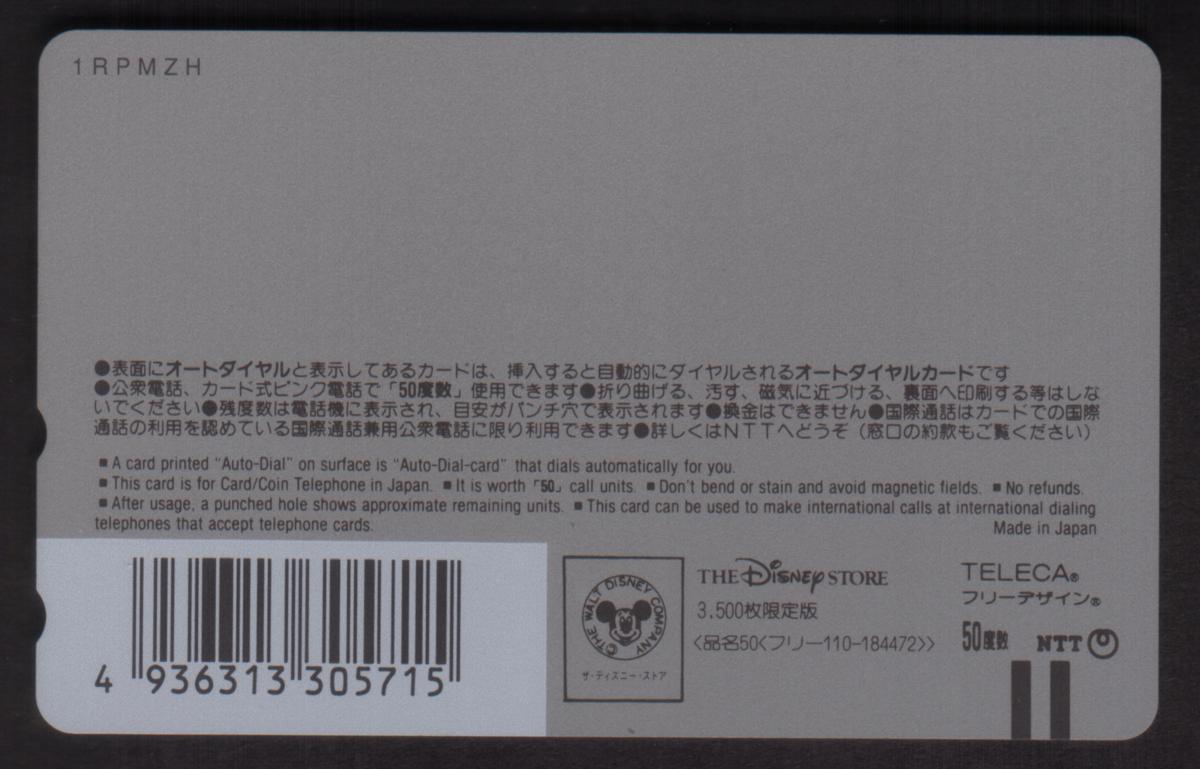 1RPMZH
●表面にオートダイヤルと表示してあるカードは、挿入すると自動的にダイヤルされるオートダイヤルカードです
●公衆電話、カード式ピンク電話で「50度数」使用できます●折り曲げる、汚す、磁気に近づける、裏面へ印刷する等はしな
いでください●残度数は電話機に表示され、目安がパンチ穴で表示されます●換金はできません●国際通話はカードでの国際
通話の利用を認めている国際通話兼用公衆電話に限り利用できます●詳しくはNTTへどうぞ（窓口の約款もご覧ください）
■ A card printed "Auto-Dial" on surface is "Auto-Dial-card" that dials automatically for you.
■ This card is for Card/Coin Telephone in Japan. ■ It is worth「50」call units. ■ Don't bend or stain and avoid magnetic fields. ■ No refunds.
■ After usage, a punched hole shows approximate remaining units. ■ This card can be used to make international calls at international dialing
telephones that accept telephone cards.
Made in Japan
4 936313 305715
©THE WALT DISNEY COMPANY
ザ・ディズニー・ストア
THE DISNEY STORE
3.500枚限定版
〈品名50〈フリー110-184472〉〉
TELECA®
フリーデザイン®
50度数 NTT